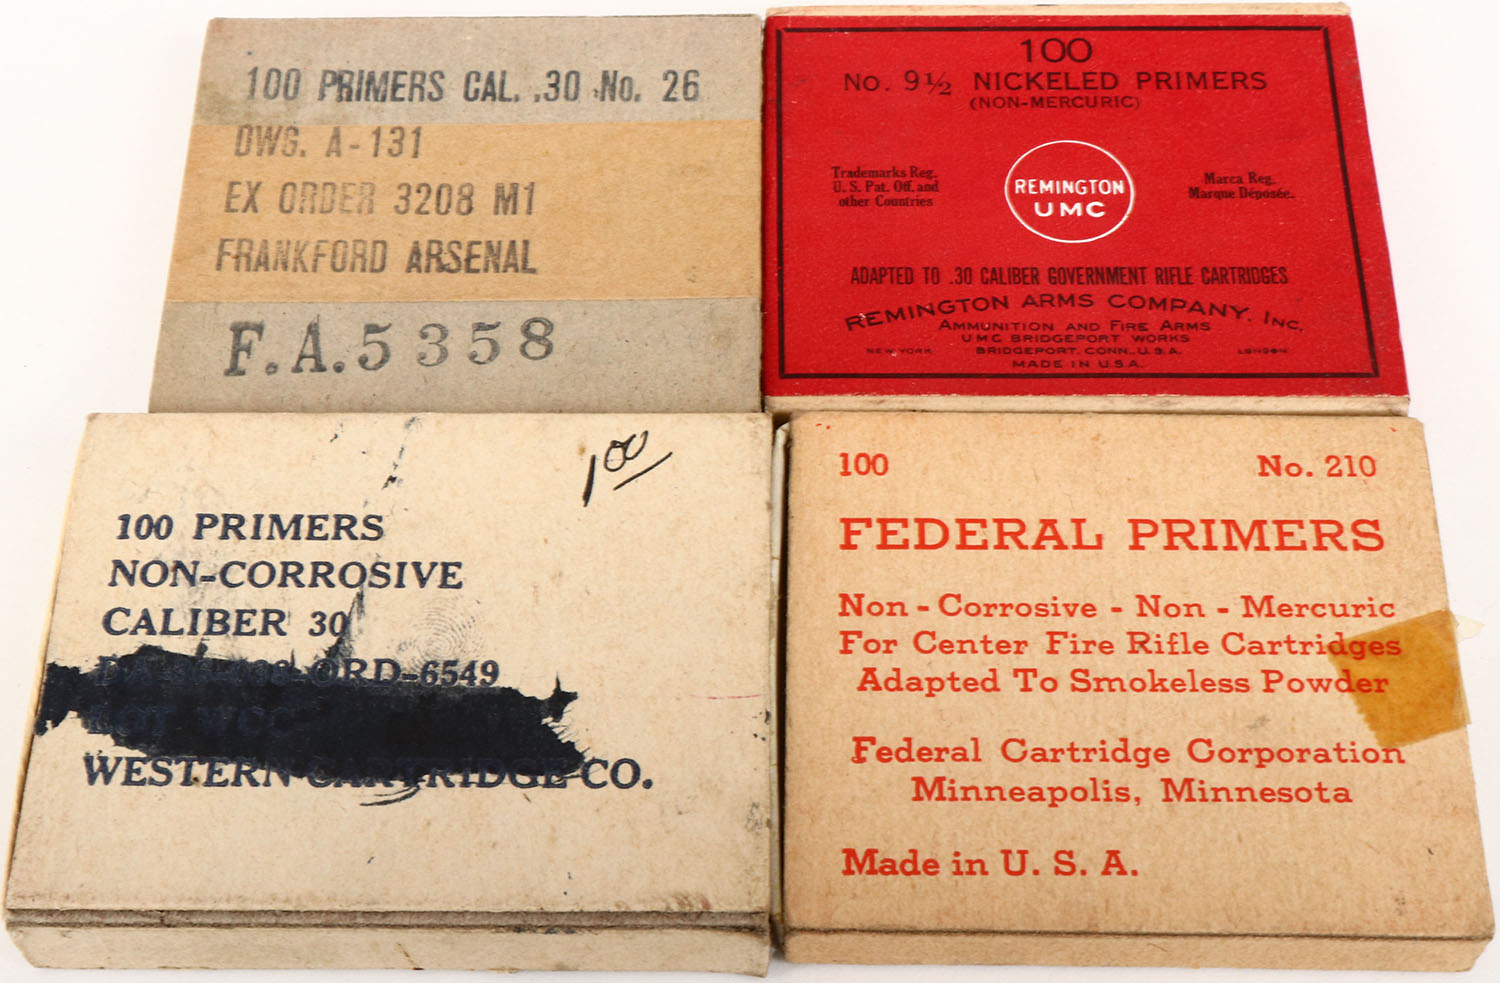 100 PRIMERS CAL. .30 No. 26
DWG. A-131
EX ORDER 3208 M1
FRANKFORD ARSENAL
F.A. 5358
100
No. 9½ NICKELED PRIMERS
(NON-MERCURIC)
Trademarks Reg.
U. S. Pat. Off. and
other Countries
REMINGTON
UMC
Marca Reg.
Marque Déposée.
ADAPTED TO .30 CALIBER GOVERNMENT RIFLE CARTRIDGES
REMINGTON ARMS COMPANY, INC.
AMMUNITION AND FIRE ARMS
UMC BRIDGEPORT WORKS
NEW YORK BRIDGEPORT, CONN., U.S.A. LONDON
MADE IN U.S.A.
1.00
100 PRIMERS
NON-CORROSIVE
CALIBER 30
ORD-6549
WESTERN CARTRIDGE CO.
100 No. 210
FEDERAL PRIMERS
Non - Corrosive - Non - Mercuric
For Center Fire Rifle Cartridges
Adapted To Smokeless Powder
Federal Cartridge Corporation
Minneapolis, Minnesota
Made in U. S. A.